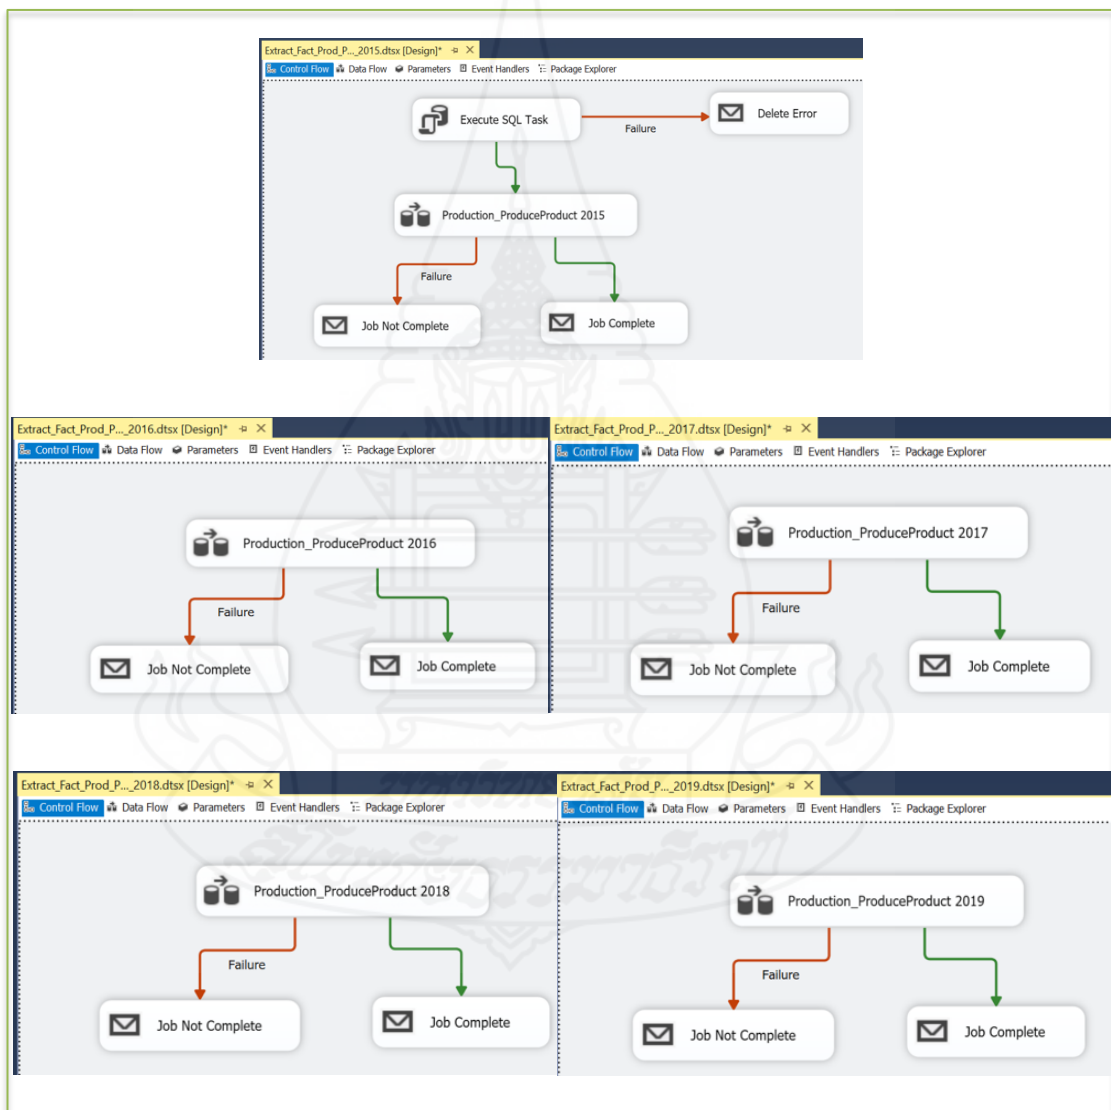 Extract_Fact_Prod_P..._2015.dtsx [Design]*
Control Flow Data Flow Parameters Event Handlers Package Explorer
Execute SQL Task
Delete Error
Failure
Production_ProduceProduct 2015
Failure
Job Not Complete
Job Complete
Extract_Fact_Prod_P..._2016.dtsx [Design]*
Control Flow Data Flow Parameters Event Handlers Package Explorer
Production_ProduceProduct 2016
Failure
Job Not Complete
Job Complete
Extract_Fact_Prod_P..._2017.dtsx [Design]*
Control Flow Data Flow Parameters Event Handlers Package Explorer
Production_ProduceProduct 2017
Failure
Job Not Complete
Job Complete
Extract_Fact_Prod_P..._2018.dtsx [Design]*
Control Flow Data Flow Parameters Event Handlers Package Explorer
Production_ProduceProduct 2018
Failure
Job Not Complete
Job Complete
Extract_Fact_Prod_P..._2019.dtsx [Design]*
Control Flow Data Flow Parameters Event Handlers Package Explorer
Production_ProduceProduct 2019
Failure
Job Not Complete
Job Complete